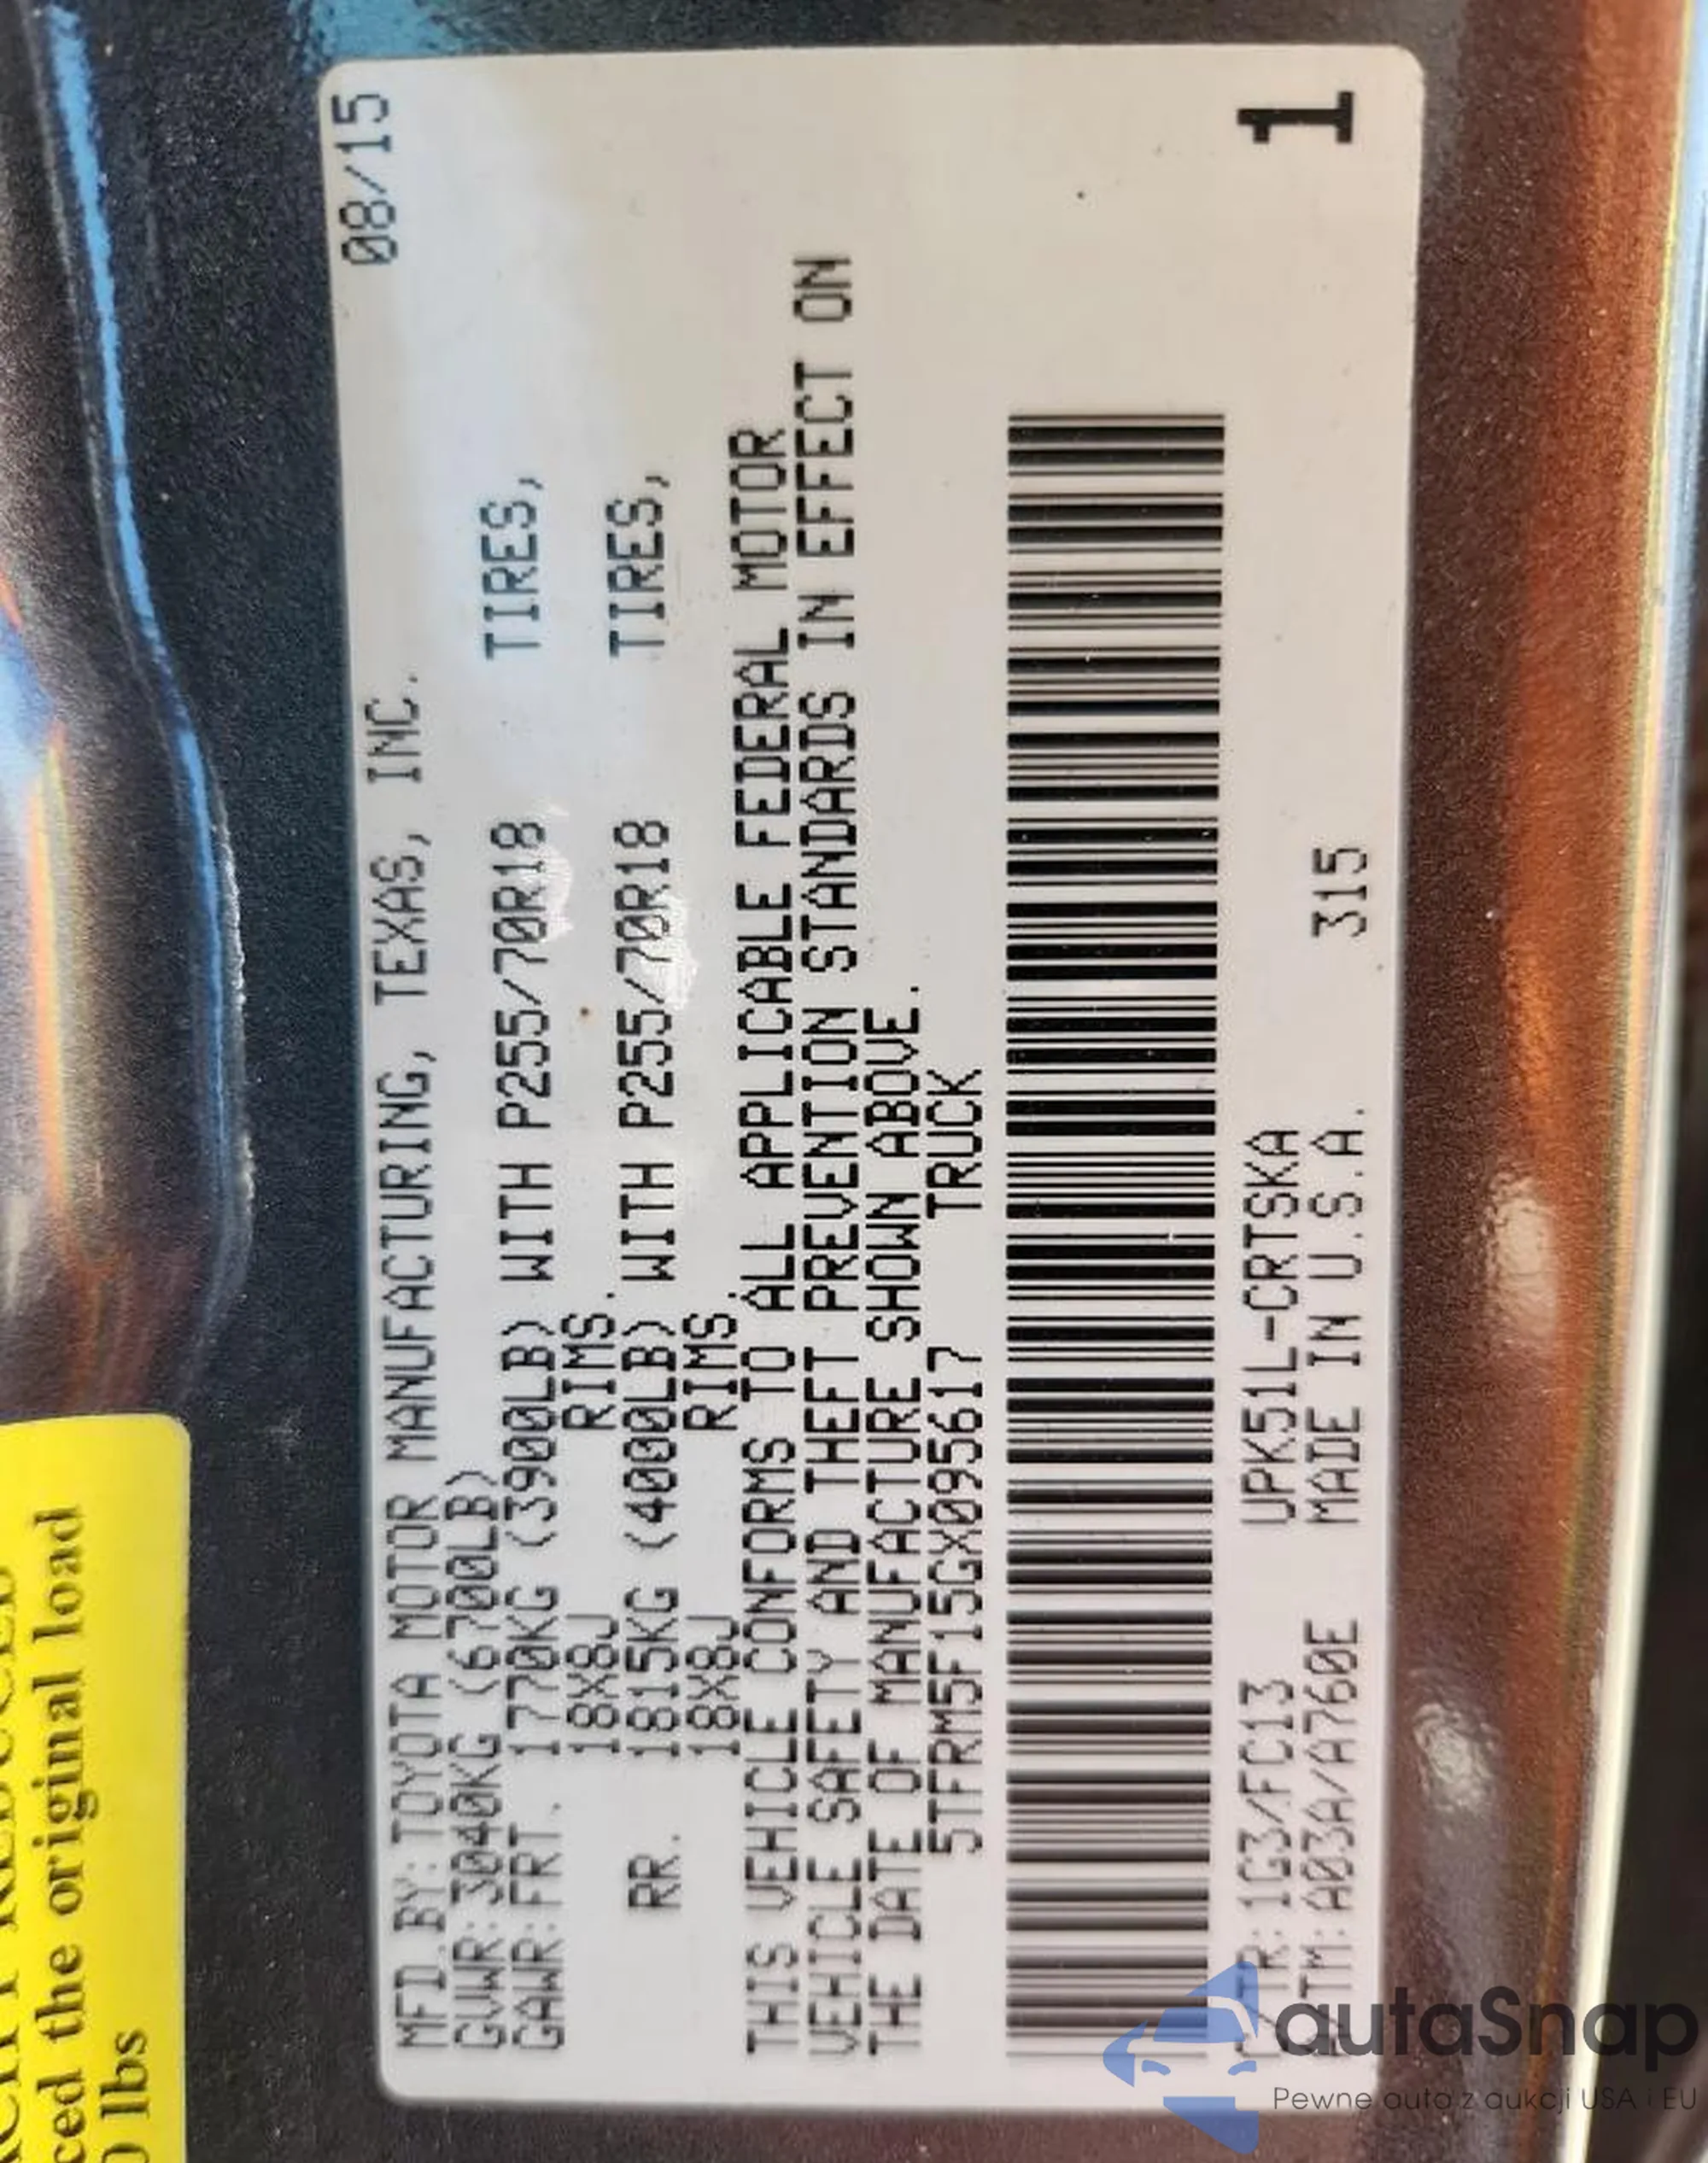 08/15
MFD.BY:TOYOTA MOTOR MANUFACTURING, TEXAS, INC.
GVWR:3040KG (6700LB)
GAWR:FRT. 1770KG (3900LB) WITH P255/70R18 TIRES,
18X8J RIMS.
RR. 1815KG (4000LB) WITH P255/70R18 TIRES,
18X8J RIMS.
THIS VEHICLE CONFORMS TO ALL APPLICABLE FEDERAL MOTOR
VEHICLE SAFETY AND THEFT PREVENTION STANDARDS IN EFFECT ON
THE DATE OF MANUFACTURE SHOWN ABOVE.
5TFRM5F15GX095617 TRUCK
C/TR:1G3/FC13 UPK51L-CRTSKA
A/TM:A03A/A760E MADE IN U.S.A. 315
1
ced the original load
lbs
autaSnap
Pewne auto z aukcji USA i EU